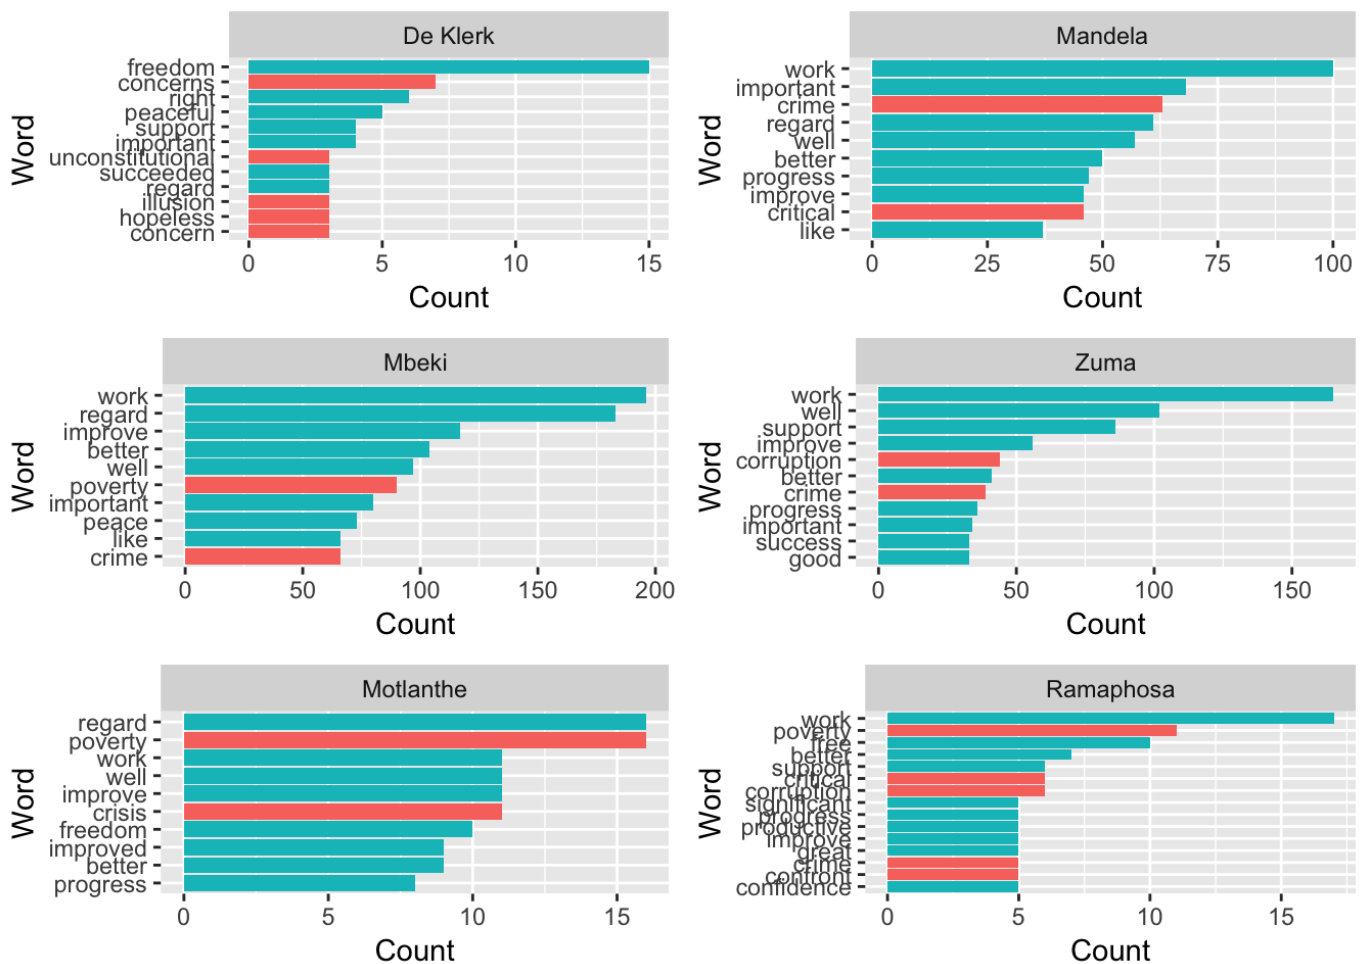 De Klerk
Word
freedom
concerns
right
peaceful
support
important
unconstitutional
succeeded
regard
illusion
hopeless
concern
0 5 10 15
Count
Mandela
Word
work
important
crime
regard
well
better
progress
improve
critical
like
0 25 50 75 100
Count
Mbeki
Word
work
regard
improve
better
well
poverty
important
peace
like
crime
0 50 100 150 200
Count
Zuma
Word
work
well
support
improve
corruption
better
crime
progress
important
success
good
0 50 100 150
Count
Motlanthe
Word
regard
poverty
work
well
improve
crisis
freedom
improved
better
progress
0 5 10 15
Count
Ramaphosa
Word
work
poverty
free
better
support
critical
corruption
significant
progress
productive
improve
great
crime
confront
confidence
0 5 10 15
Count